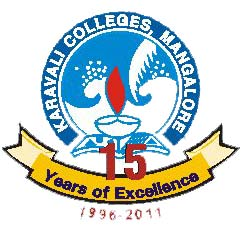 KARAVALI COLLEGES, MANGALORE
15
Years of Excellence
1996-2011